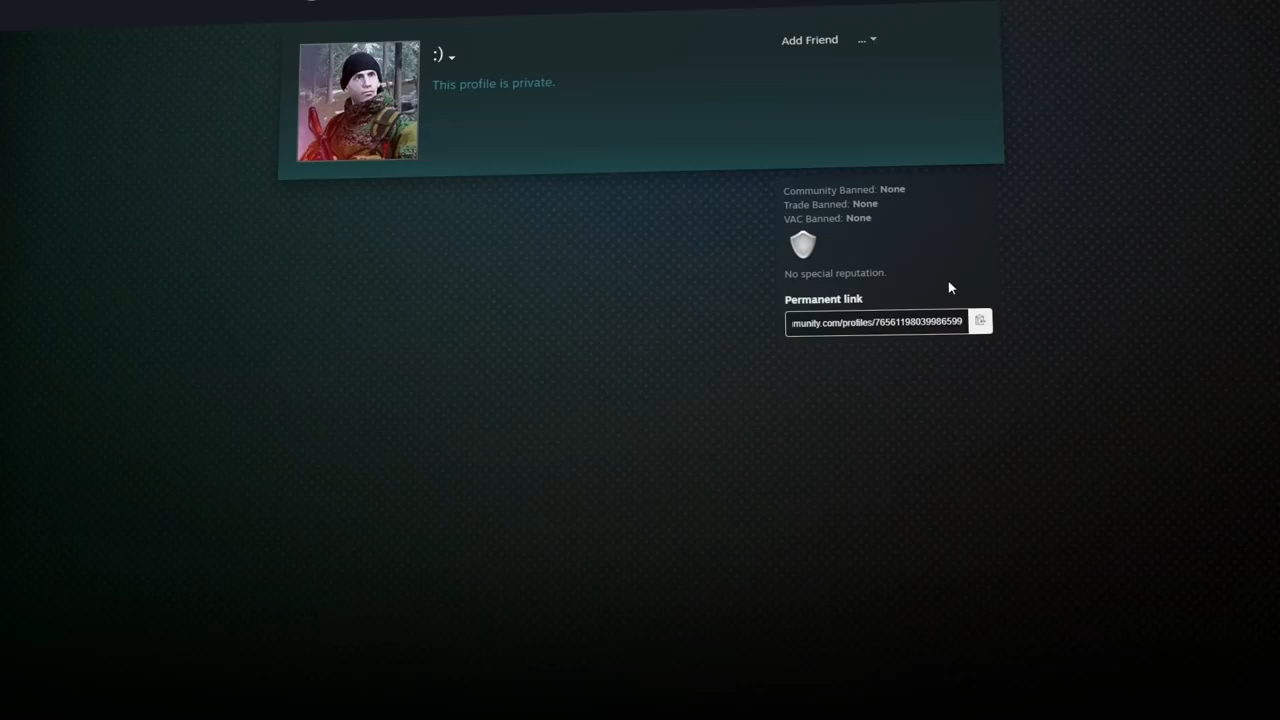 :)
This profile is private.
Add Friend ...
Community Banned: None
Trade Banned: None
VAC Banned: None
No special reputation.
Permanent link
munity.com/profiles/76561198039986599